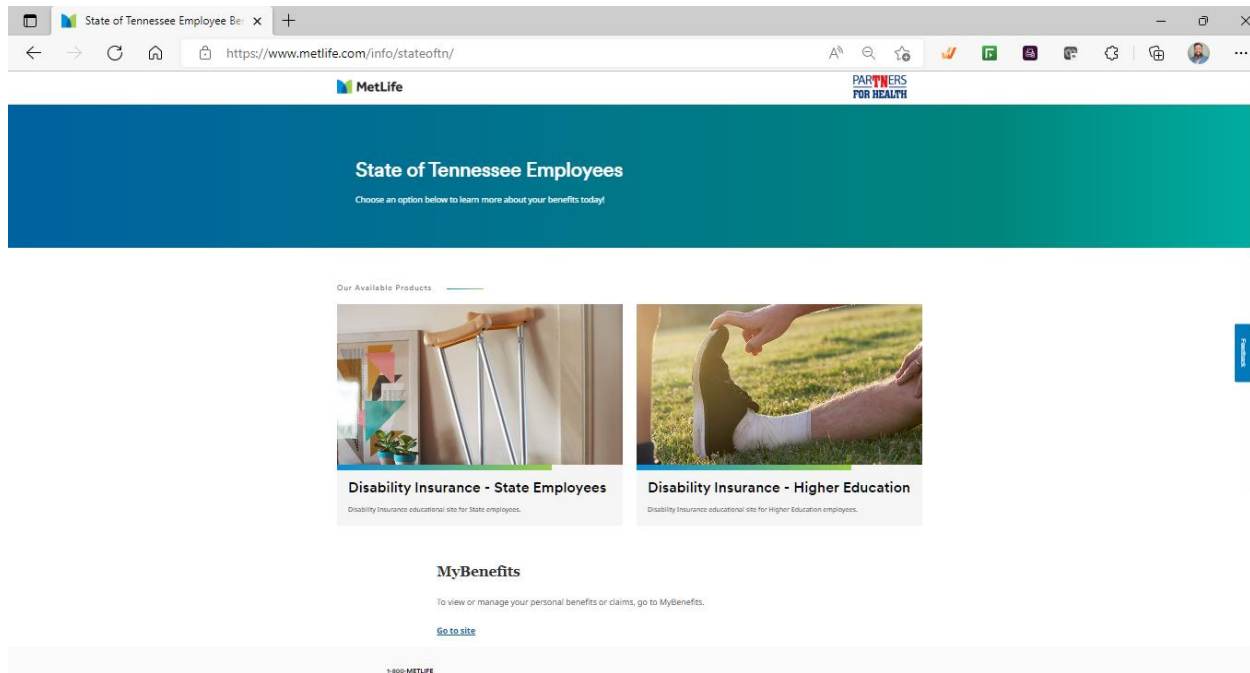 State of Tennessee Employee Be
https://www.metlife.com/info/stateoftn/
MetLife
PARTNERS
FOR HEALTH
State of Tennessee Employees
Choose an option below to learn more about your benefits today!
Our Available Products
Disability Insurance - State Employees
Disability Insurance educational site for State employees.
Disability Insurance - Higher Education
Disability Insurance educational site for Higher Education employees.
Feedback
MyBenefits
To view or manage your personal benefits or claims, go to MyBenefits.
Go to site
1-800-METLIFE